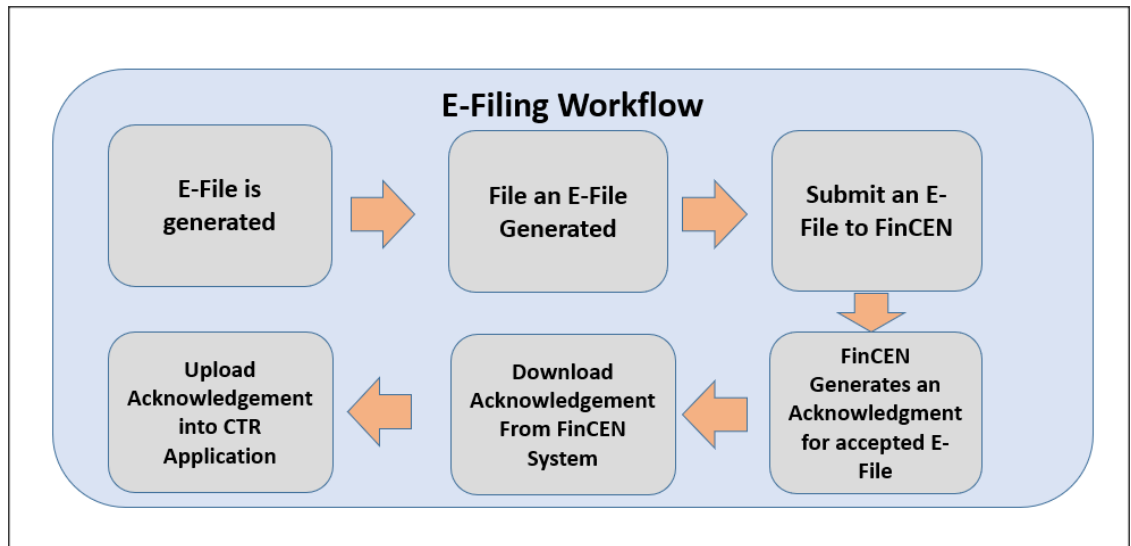 E-Filing Workflow
E-File is
generated
File an E-File
Generated
Submit an E-
File to FinCEN
FinCEN
Generates an
Acknowledgment
for accepted E-
File
Download
Acknowledgement
From FinCEN
System
Upload
Acknowledgement
into CTR
Application